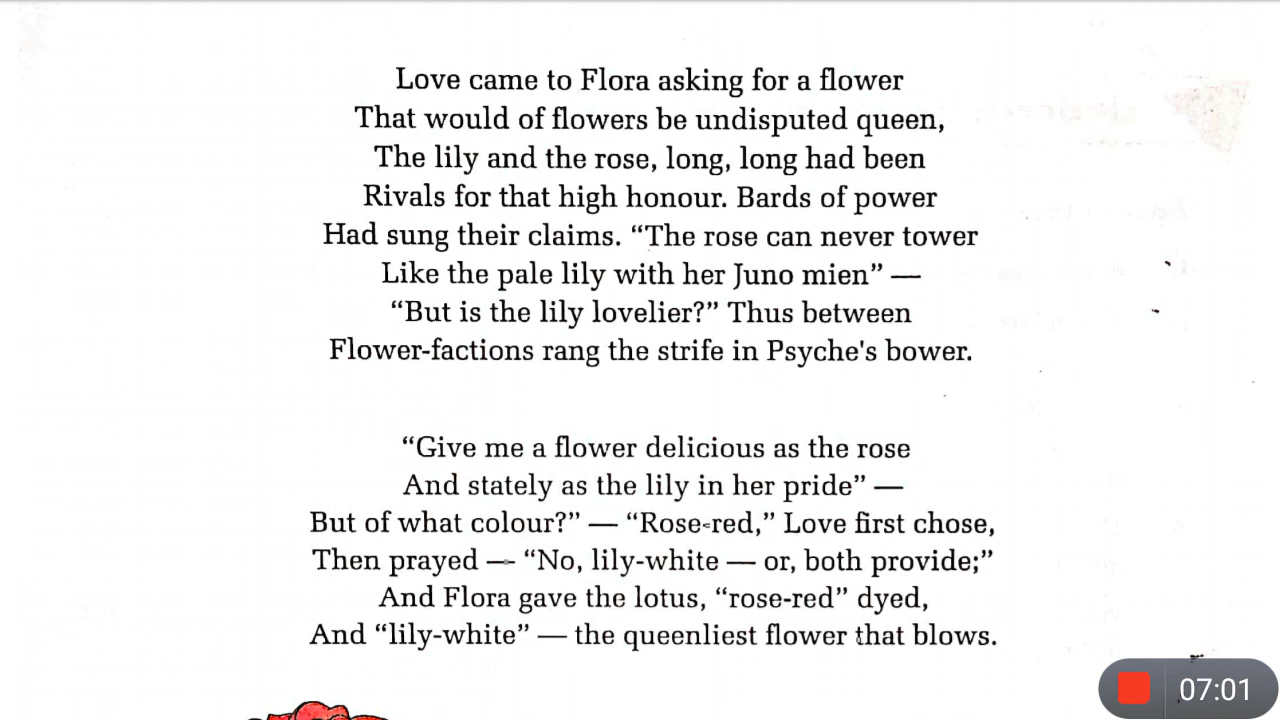 Love came to Flora asking for a flower
That would of flowers be undisputed queen,
The lily and the rose, long, long had been
Rivals for that high honour. Bards of power
Had sung their claims. “The rose can never tower
Like the pale lily with her Juno mien” —
“But is the lily lovelier?” Thus between
Flower-factions rang the strife in Psyche's bower.
“Give me a flower delicious as the rose
And stately as the lily in her pride” —
But of what colour?” — “Rose-red,” Love first chose,
Then prayed — “No, lily-white — or, both provide;”
And Flora gave the lotus, “rose-red” dyed,
And “lily-white” — the queenliest flower that blows.
07:01